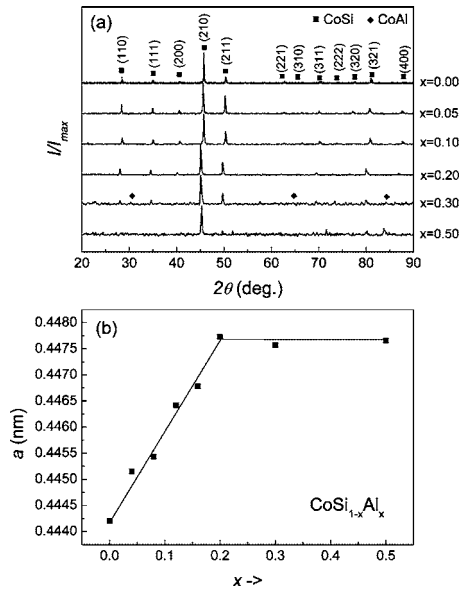 (a)
■ CoSi ◆ CoAl
(110) (111) (200) (210) (211) (221) (310) (311) (222) (320) (321) (400)
x=0.00
x=0.05
x=0.10
x=0.20
x=0.30
x=0.50
I/Imax
20 30 40 50 60 70 80 90
2θ (deg.)
(b)
0.4480
0.4475
0.4470
0.4465
0.4460
0.4455
0.4450
0.4445
0.4440
a (nm)
CoSi1-xAlx
0.0 0.1 0.2 0.3 0.4 0.5
x ->